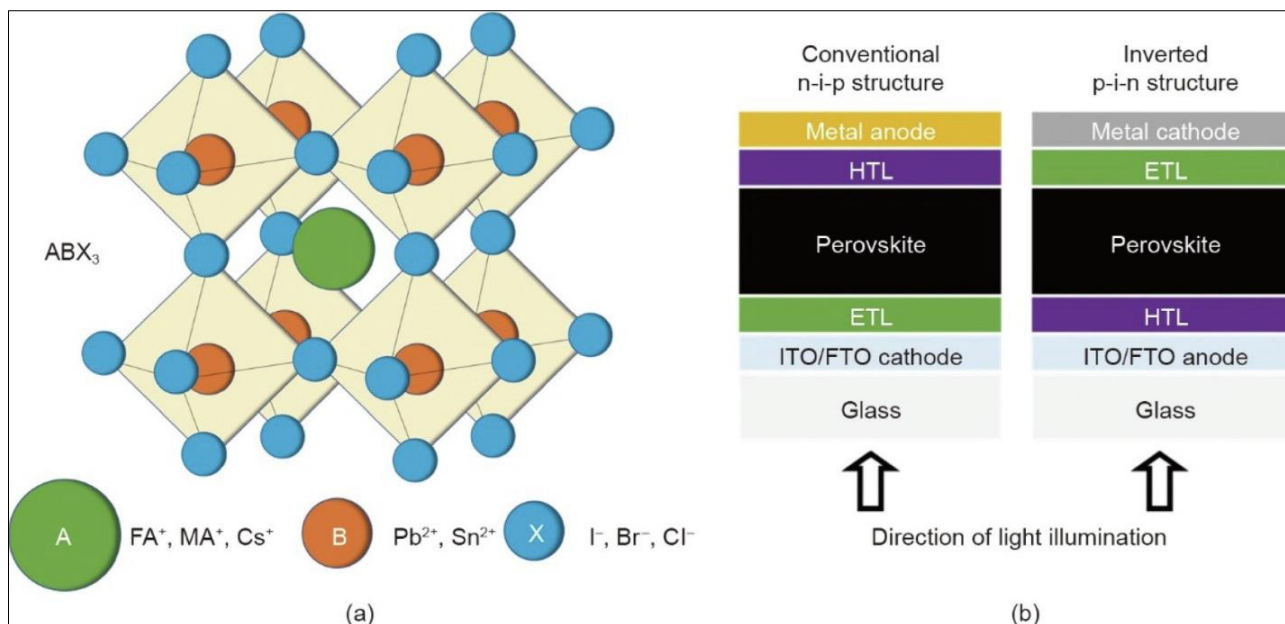 ABX₃
A
FA⁺, MA⁺, Cs⁺
B
Pb²⁺, Sn²⁺
X
I⁻, Br⁻, Cl⁻
(a)
Conventional
n-i-p structure
Metal anode
HTL
Perovskite
ETL
ITO/FTO cathode
Glass
Inverted
p-i-n structure
Metal cathode
ETL
Perovskite
HTL
ITO/FTO anode
Glass
Direction of light illumination
(b)